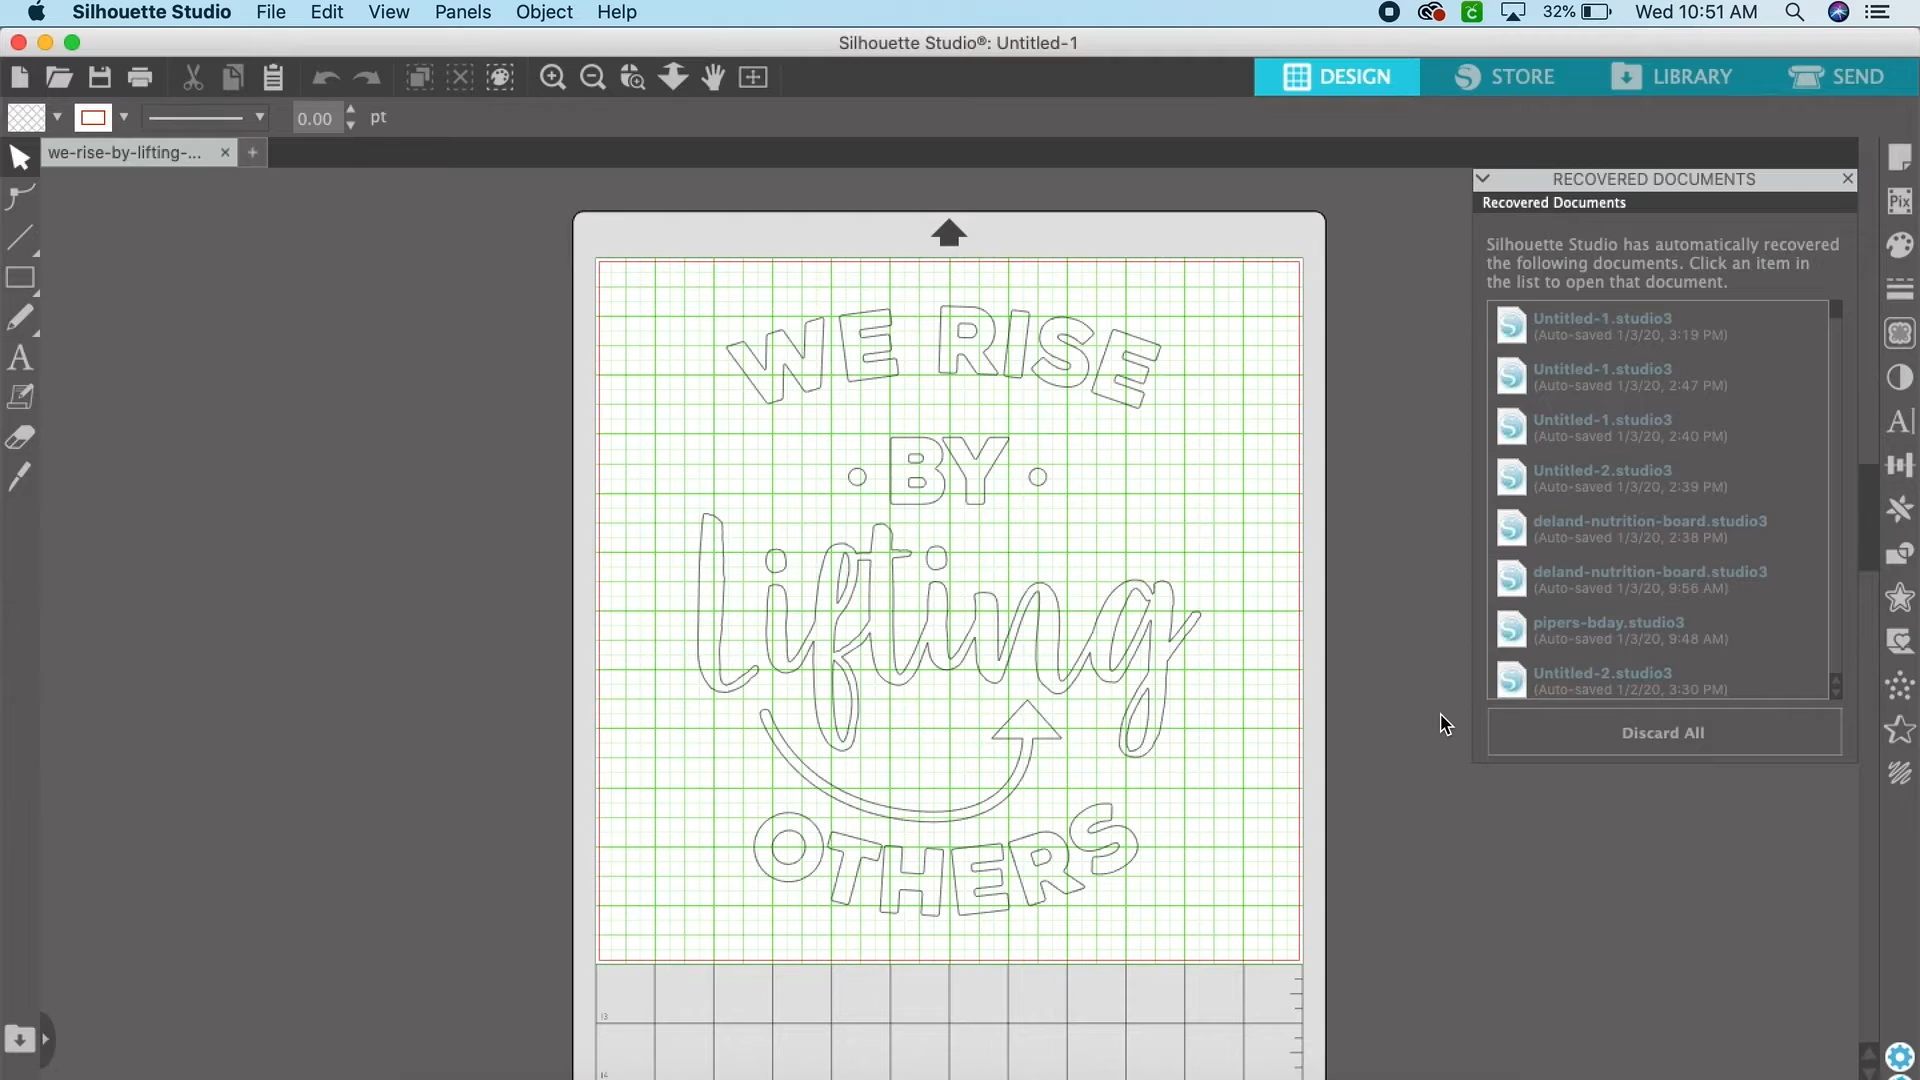 Silhouette Studio File Edit View Panels Object Help 32% Wed 10:51 AM
Silhouette Studio®: Untitled-1
DESIGN STORE LIBRARY SEND
0.00 pt
we-rise-by-lifting-...
RECOVERED DOCUMENTS
Recovered Documents
Silhouette Studio has automatically recovered
the following documents. Click an item in
the list to open that document.
Untitled-1.studio3
(Auto-saved 1/3/20, 3:19 PM)
Untitled-1.studio3
(Auto-saved 1/3/20, 2:47 PM)
Untitled-1.studio3
(Auto-saved 1/3/20, 2:40 PM)
Untitled-2.studio3
(Auto-saved 1/3/20, 2:39 PM)
deland-nutrition-board.studio3
(Auto-saved 1/3/20, 2:38 PM)
deland-nutrition-board.studio3
(Auto-saved 1/3/20, 9:56 AM)
pipers-bday.studio3
(Auto-saved 1/3/20, 9:48 AM)
Untitled-2.studio3
(Auto-saved 1/2/20, 3:30 PM)
Discard All
WE RISE
BY
lifting
OTHERS
13
14
Pix